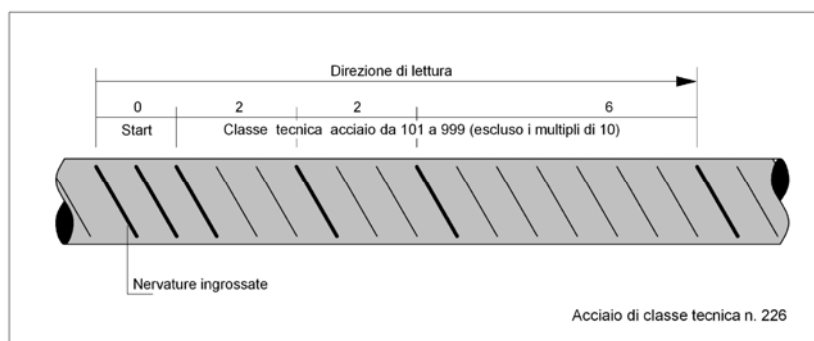 Direzione di lettura
0 2 2 6
Start Classe tecnica acciaio da 101 a 999 (escluso i multipli di 10)
Nervature ingrossate
Acciaio di classe tecnica n. 226